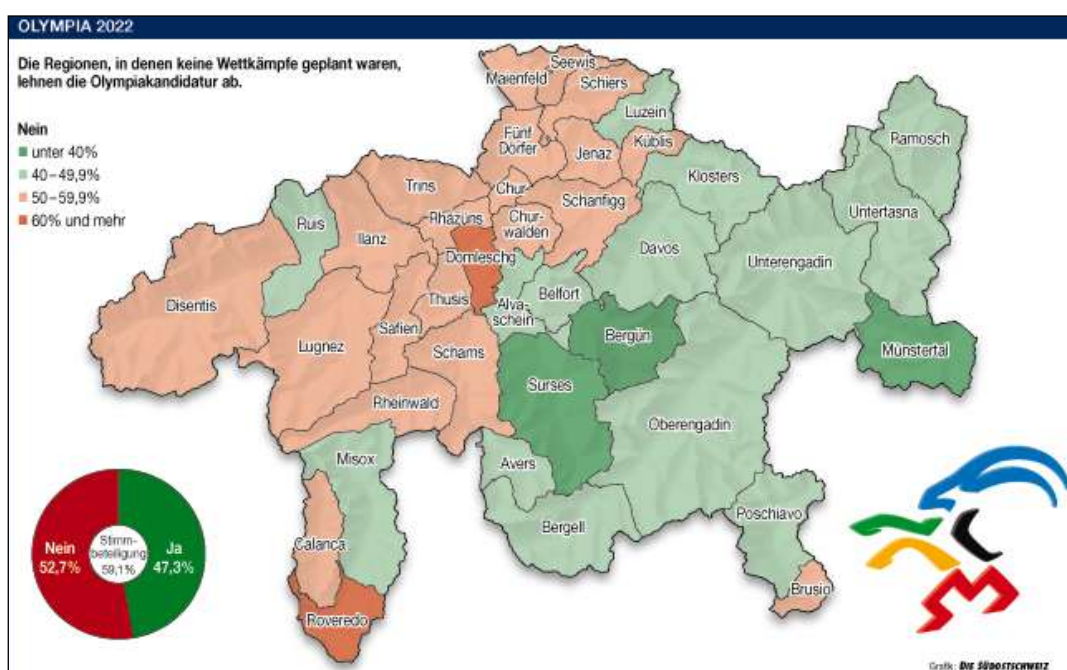 OLYMPIA 2022
Die Regionen, in denen keine Wettkämpfe geplant waren,
lehnen die Olympiakandidatur ab.
Nein
unter 40%
40–49,9%
50–59,9%
60% und mehr
Seewis
Maienfeld
Schiers
Luzein
Fünf
Dörfer
Jenaz
Küblis
Ramosch
Klosters
Trins
Chur
Schanfigg
Untertasna
Ruis
Rhäzüns
Chur-
walden
Ilanz
Domleschg
Davos
Unterengadin
Disentis
Thusis
Alva-
schein
Belfort
Safien
Bergün
Münstertal
Lugnez
Schams
Surses
Rheinwald
Oberengadin
Misox
Avers
Bergell
Poschiavo
Calanca
Brusio
Roveredo
Nein
52,7%
Stimm-
beteiligung
59,1%
Ja
47,3%
Grafik: DIE SÜDOSTSCHWEIZ